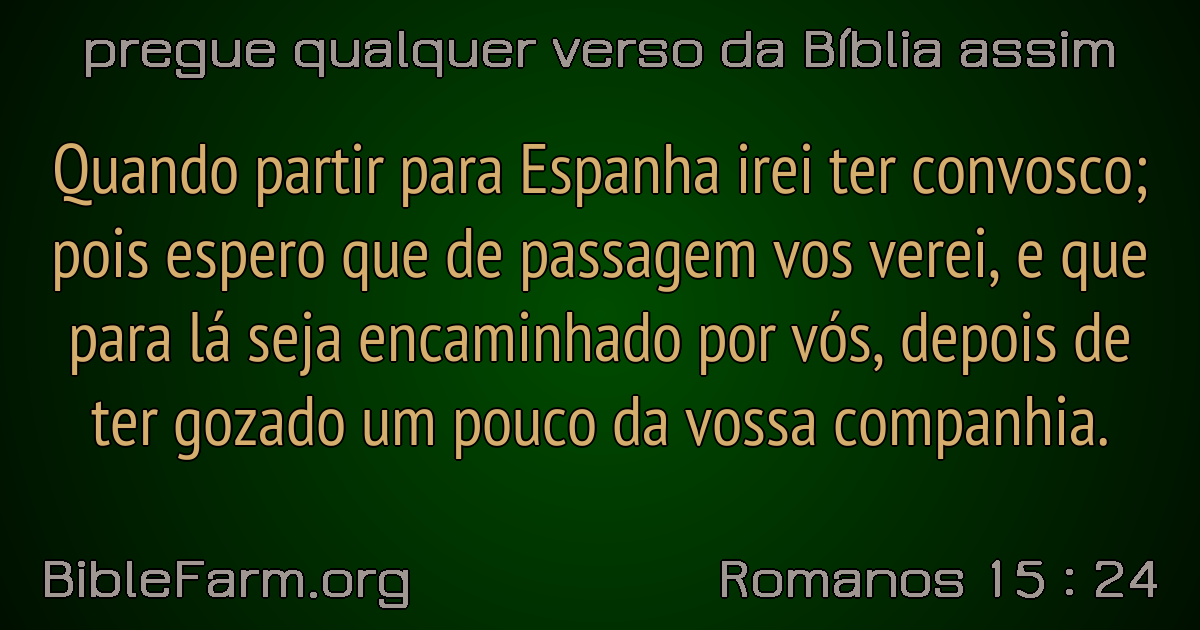 pregue qualquer verso da Bíblia assim
Quando partir para Espanha irei ter convosco;
pois espero que de passagem vos verei, e que
para lá seja encaminhado por vós, depois de
ter gozado um pouco da vossa companhia.
BibleFarm.org
Romanos 15 : 24